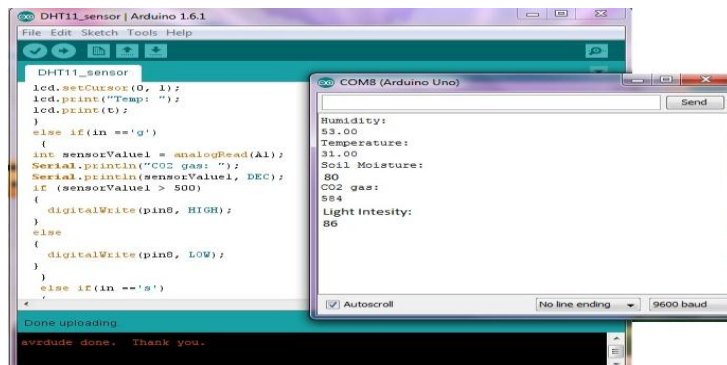 DHT11_sensor | Arduino 1.6.1
File Edit Sketch Tools Help
DHT11_sensor
lcd.setCursor(0, 1);
lcd.print("Temp: ");
lcd.print(t);
}
else if(in =='g')
{
int sensorValue1 = analogRead(A1);
Serial.println("CO2 gas: ");
Serial.println(sensorValue1, DEC);
if (sensorValue1 > 500)
{
digitalWrite(pin8, HIGH);
}
else
{
digitalWrite(pin8, LOW);
}
}
else if(in =='s')
Done uploading.
avrdude done. Thank you.
COM8 (Arduino Uno)
Send
Humidity:
53.00
Temperature:
31.00
Soil Moisture:
80
CO2 gas:
584
Light Intesity:
86
Autoscroll
No line ending
9600 baud